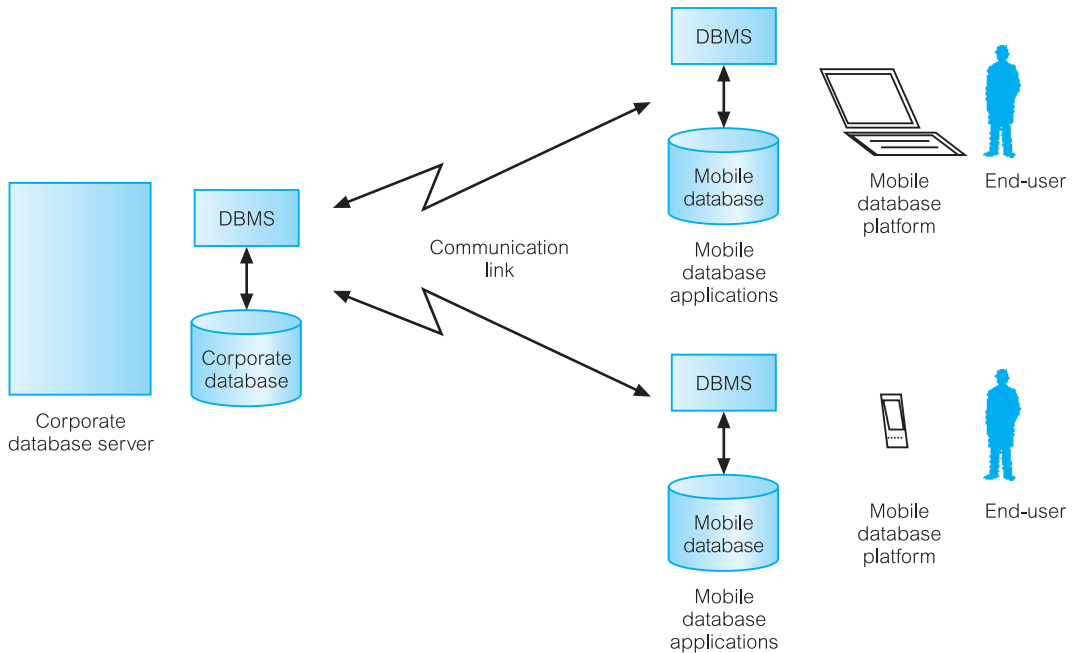 DBMS
Mobile
database
Mobile
database
applications
Mobile
database
platform
End-user
DBMS
Corporate
database
Corporate
database server
Communication
link
DBMS
Mobile
database
Mobile
database
applications
Mobile
database
platform
End-user